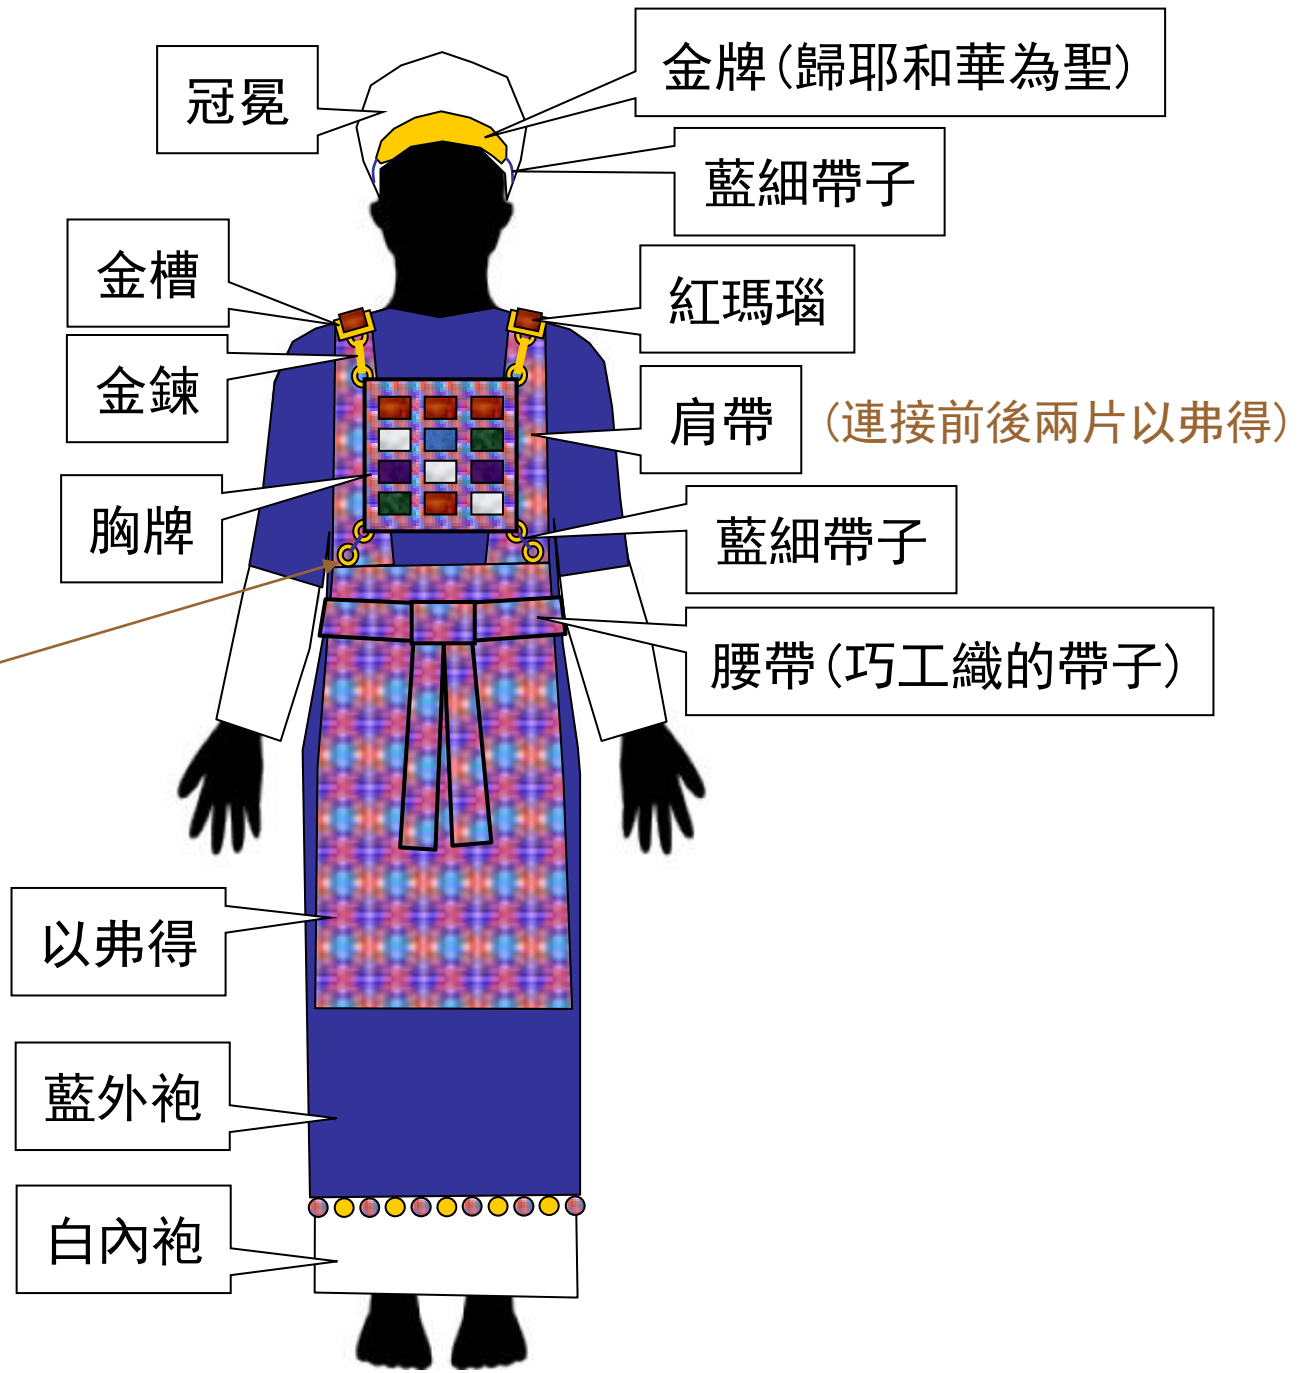 金牌(歸耶和華為聖)
冠冕
藍細帶子
金槽
紅瑪瑙
金鍊
肩帶 (連接前後兩片以弗得)
胸牌
藍細帶子
腰帶(巧工織的帶子)
以弗得
藍外袍
白內袍